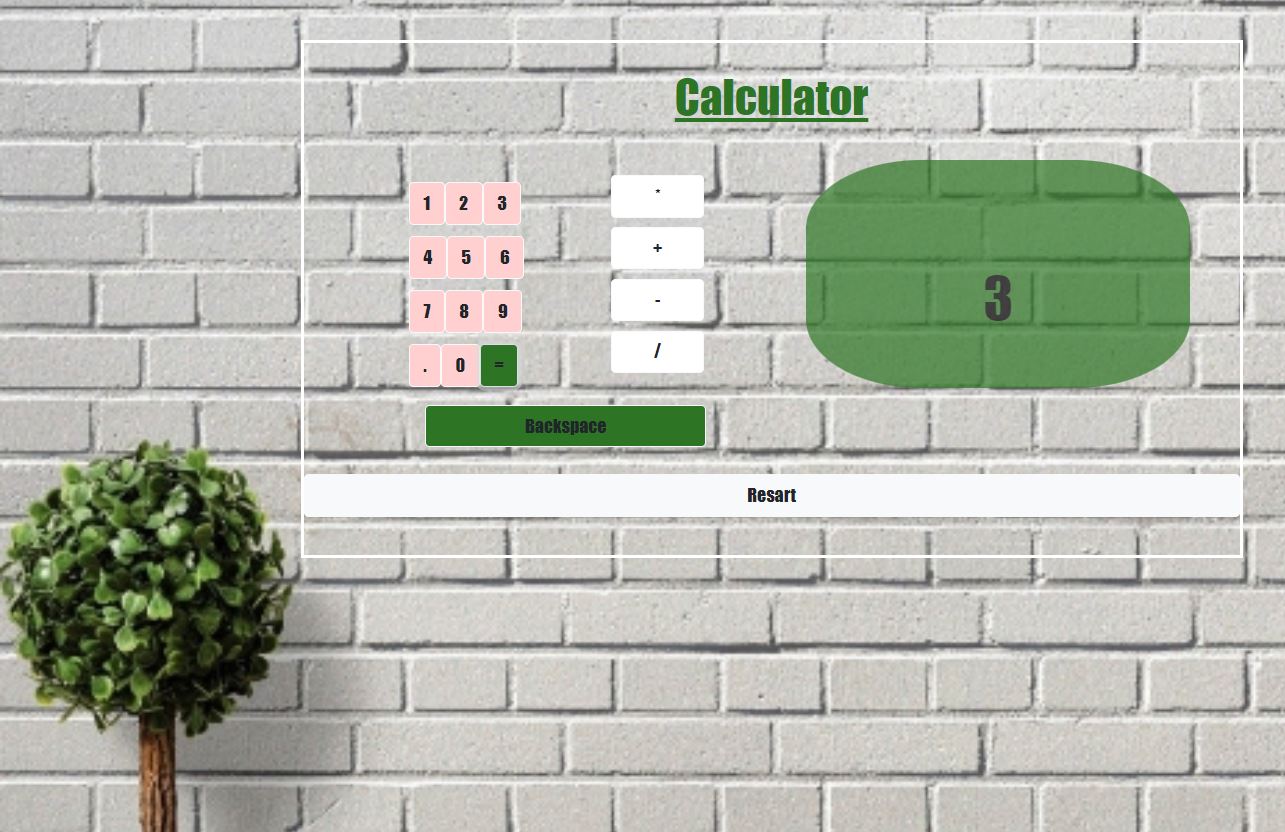 Calculator
1 2 3
4 5 6
7 8 9
. 0 =
*
+
-
/
3
Backspace
Resart